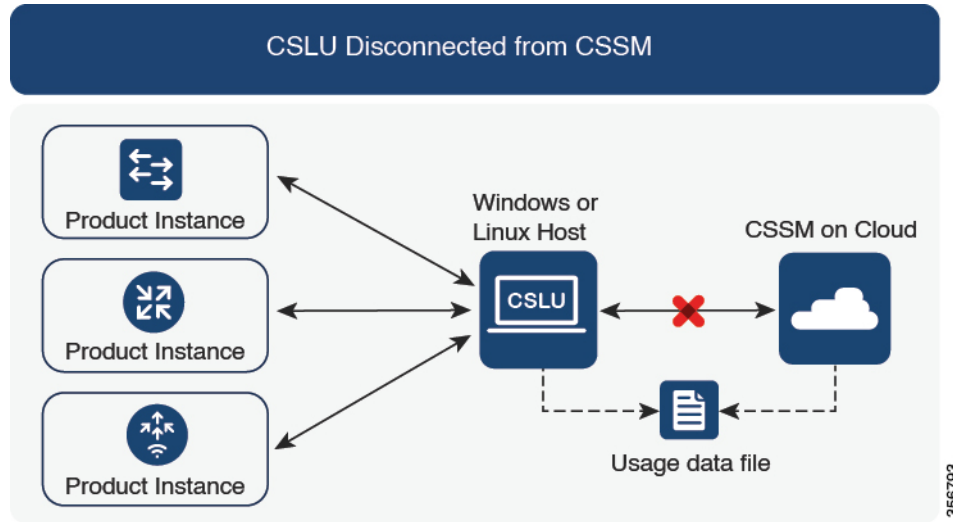 CSLU Disconnected from CSSM
Product Instance
Product Instance
Product Instance
Windows or
Linux Host
CSLU
CSSM on Cloud
Usage data file
356793